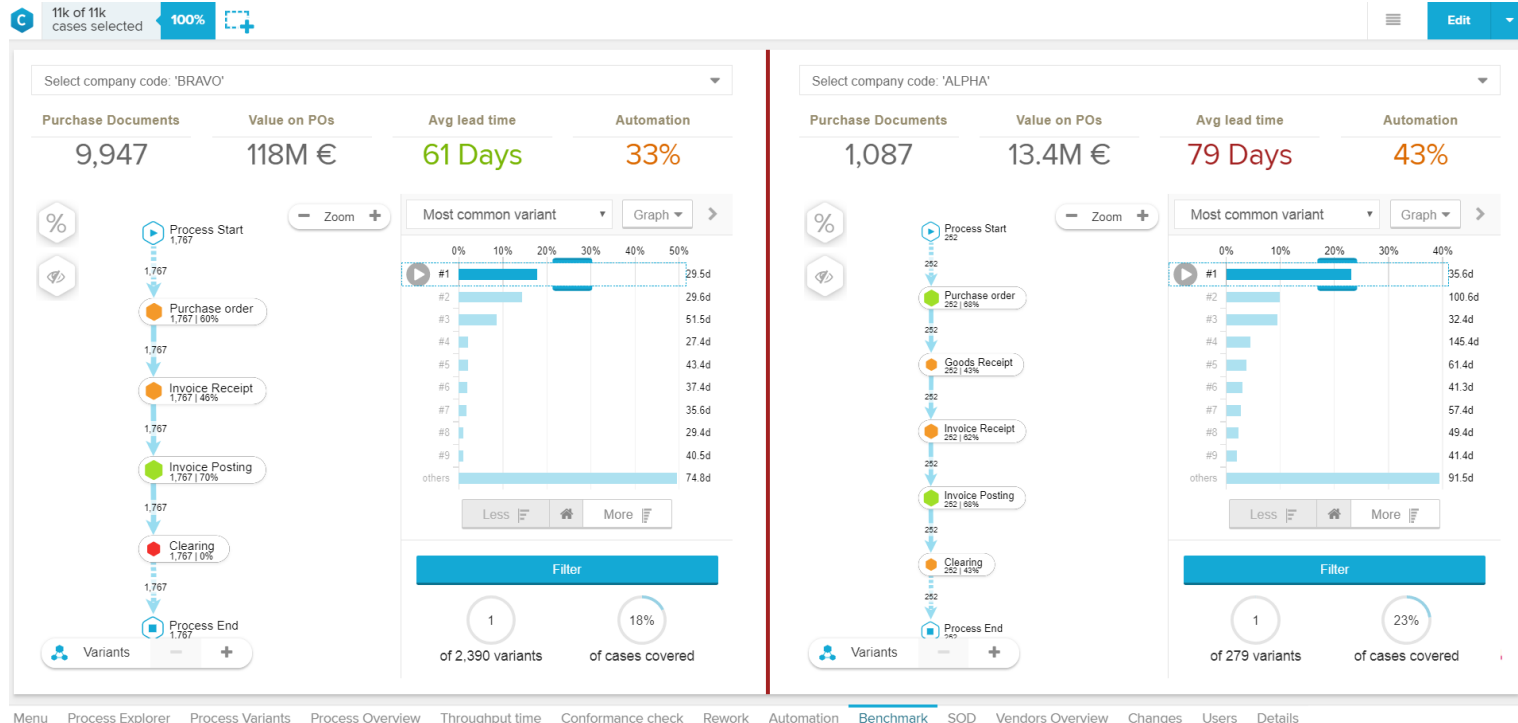 C
11k of 11k
cases selected
100%
Edit
Select company code: 'BRAVO'
Purchase Documents
Value on POs
Avg lead time
Automation
9,947
118M €
61 Days
33%
%
Process Start
1,767
Zoom
1,767
Purchase order
1,767 | 60%
1,767
Invoice Receipt
1,767 | 46%
1,767
Invoice Posting
1,767 | 70%
1,767
Clearing
1,767 | 0%
1,767
Process End
1,767
Variants
Most common variant
Graph
0% 10% 20% 30% 40% 50%
#1 29.5d
#2 29.6d
#3 51.5d
#4 27.4d
#5 43.4d
#6 37.4d
#7 35.6d
#8 29.4d
#9 40.5d
others 74.8d
Less
More
Filter
1
18%
of 2,390 variants
of cases covered
Select company code: 'ALPHA'
Purchase Documents
Value on POs
Avg lead time
Automation
1,087
13.4M €
79 Days
43%
%
Process Start
252
Zoom
252
Purchase order
252 | 68%
252
Goods Receipt
252 | 43%
252
Invoice Receipt
252 | 62%
252
Invoice Posting
252 | 68%
252
Clearing
252 | 43%
252
Process End
252
Variants
Most common variant
Graph
0% 10% 20% 30% 40%
#1 35.6d
#2 100.6d
#3 32.4d
#4 145.4d
#5 61.4d
#6 41.3d
#7 57.4d
#8 49.4d
#9 41.4d
others 91.5d
Less
More
Filter
1
23%
of 279 variants
of cases covered
Menu Process Explorer Process Variants Process Overview Throughput time Conformance check Rework Automation Benchmark SOD Vendors Overview Changes Users Details